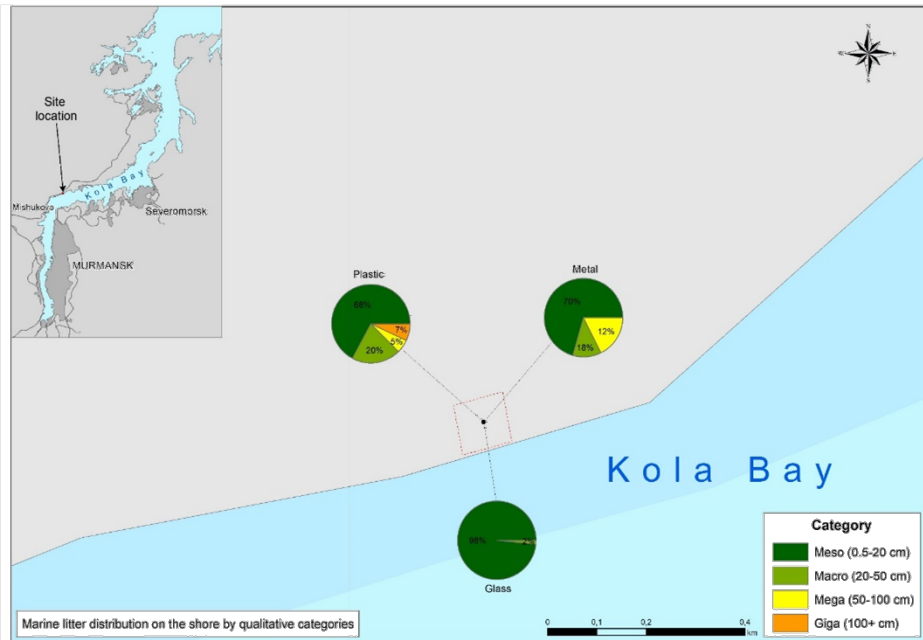 N
Site
location
Kola Bay
Mishukovo
Severomorsk
MURMANSK
Plastic
68%
7%
5%
20%
Metal
70%
12%
18%
Kola Bay
98%
2%
Glass
Category
Meso (0.5-20 cm)
Macro (20-50 cm)
Mega (50-100 cm)
Giga (100+ cm)
Marine litter distribution on the shore by qualitative categories
0 0,1 0,2 0,4
km